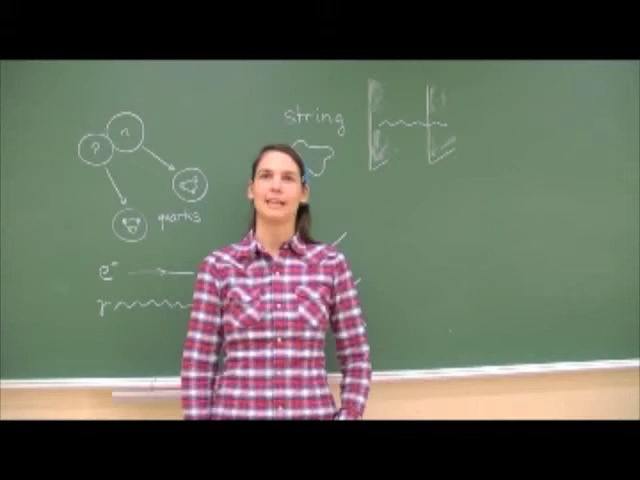 string
p n
quarks
e⁻
γ